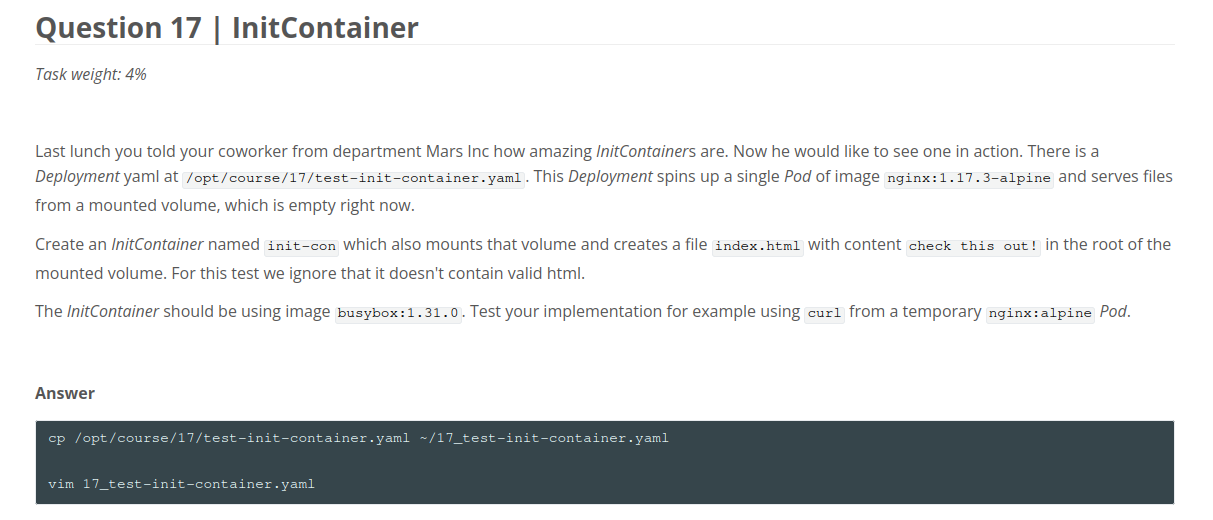 Question 17 | InitContainer
Task weight: 4%
Last lunch you told your coworker from department Mars Inc how amazing InitContainers are. Now he would like to see one in action. There is a
Deployment yaml at /opt/course/17/test-init-container.yaml. This Deployment spins up a single Pod of image nginx:1.17.3-alpine and serves files
from a mounted volume, which is empty right now.
Create an InitContainer named init-con which also mounts that volume and creates a file index.html with content check this out! in the root of the
mounted volume. For this test we ignore that it doesn't contain valid html.
The InitContainer should be using image busybox:1.31.0. Test your implementation for example using curl from a temporary nginx:alpine Pod.
Answer
cp /opt/course/17/test-init-container.yaml ~/17_test-init-container.yaml
vim 17_test-init-container.yaml